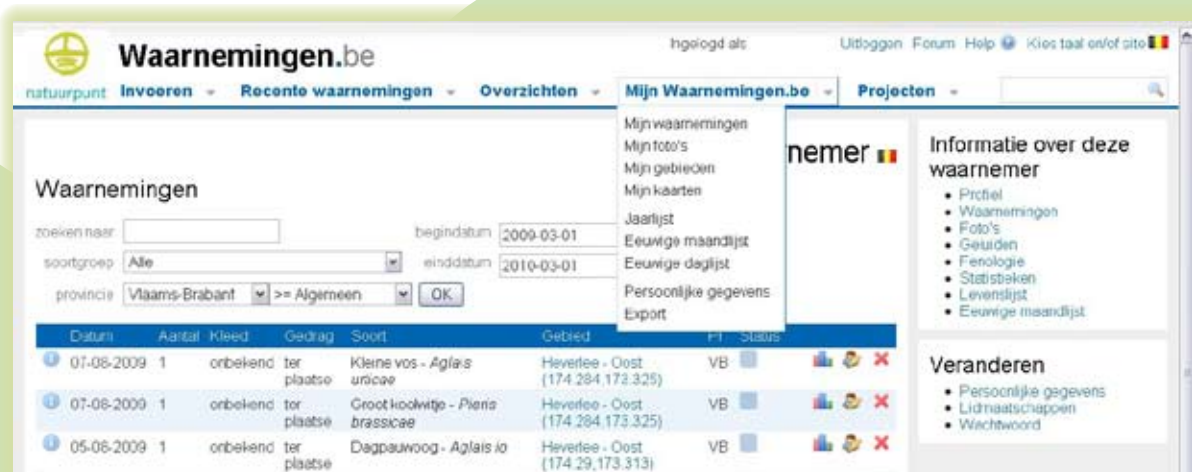 Waarnemingen.be
Ingelogd als
Uitloggen Forum Help Kies taal en/of site
natuurpunt Invoeren Recente waarnemingen Overzichten Mijn Waarnemingen.be Projecten
Mijn waarnemingen
Mijn foto's
Mijn gebieden
Mijn kaarten
Jaarlijst
Eeuwige maandlijst
Eeuwige daglijst
Persoonlijke gegevens
Export
nemer
Waarnemingen
zoeken naar begindatum 2009-03-01
soortgroep Alle einddatum 2010-03-01
provincie Vlaams-Brabant >= Algemeen OK
Datum Aantal Kleed Gedrag Soort Gebied Pr Status
07-08-2009 1 onbekend ter plaatse Kleine vos - Aglais urticae Heverlee - Oost (174.284,173.325) VB
07-08-2009 1 onbekend ter plaatse Groot koolwitje - Pieris brassicae Heverlee - Oost (174.284,173.325) VB
05-08-2009 1 onbekend ter plaatse Dagpauwoog - Aglais io Heverlee - Oost (174.29,173.313) VB
Informatie over deze
waarnemer
Profiel
Waarnemingen
Foto's
Geluiden
Fenologie
Statistieken
Levenslijst
Eeuwige maandlijst
Veranderen
Persoonlijke gegevens
Lidmaatschappen
Wachtwoord